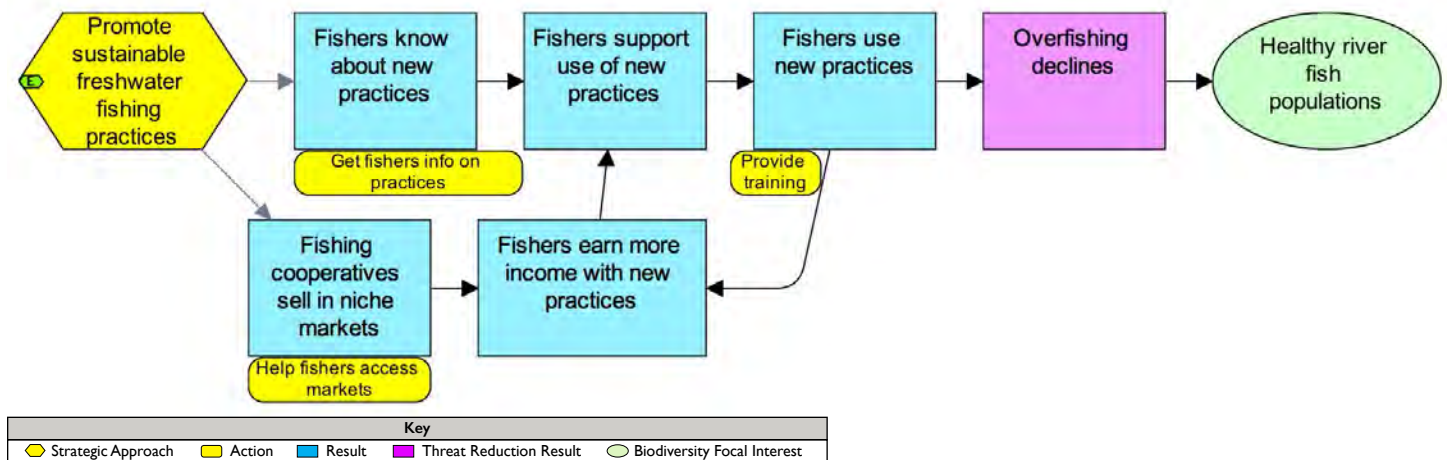 Promote
sustainable
freshwater
fishing
practices
E
Fishers know
about new
practices
Get fishers info on
practices
Fishers support
use of new
practices
Fishers use
new practices
Provide
training
Overfishing
declines
Healthy river
fish
populations
Fishing
cooperatives
sell in niche
markets
Help fishers access
markets
Fishers earn more
income with new
practices
Key
Strategic Approach Action Result Threat Reduction Result Biodiversity Focal Interest